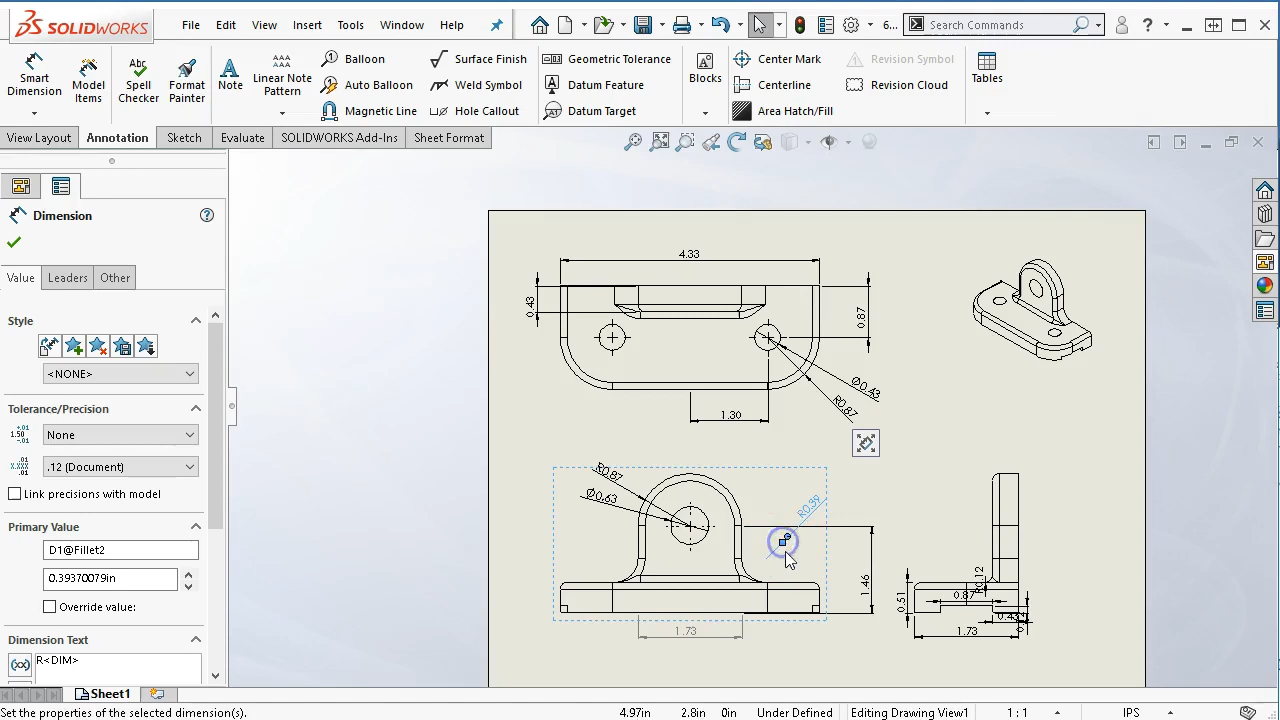 SOLIDWORKS File Edit View Insert Tools Window Help 6... Search Commands ?
Smart Dimension
Model Items
Spell Checker
Format Painter
Note
Linear Note Pattern
Balloon
Auto Balloon
Magnetic Line
Surface Finish
Weld Symbol
Hole Callout
Geometric Tolerance
Datum Feature
Datum Target
Blocks
Center Mark
Centerline
Area Hatch/Fill
Revision Symbol
Revision Cloud
Tables
View Layout Annotation Sketch Evaluate SOLIDWORKS Add-Ins Sheet Format
Dimension ?
Value Leaders Other
Style
<NONE>
Tolerance/Precision
None
.12 (Document)
Link precisions with model
Primary Value
D1@Fillet2
0.39370079in
Override value:
Dimension Text
R<DIM>
4.33
0.43
0.87
Ø0.43
R0.87
1.30
R0.87
Ø0.63
R0.39
1.46
1.73
R0.12
0.87
0.51
0.43
1.73
Sheet1
Set the properties of the selected dimension(s). 4.97in 2.8in 0in Under Defined Editing Drawing View1 1 : 1 IPS